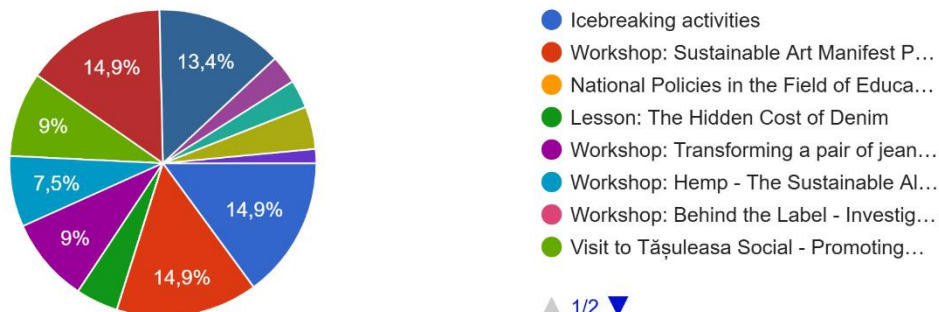 14,9%
13,4%
9%
7,5%
9%
14,9%
14,9%
Icebreaking activities
Workshop: Sustainable Art Manifest P…
National Policies in the Field of Educa…
Lesson: The Hidden Cost of Denim
Workshop: Transforming a pair of jean…
Workshop: Hemp - The Sustainable Al…
Workshop: Behind the Label - Investig…
Visit to Tășuleasa Social - Promoting…
1/2